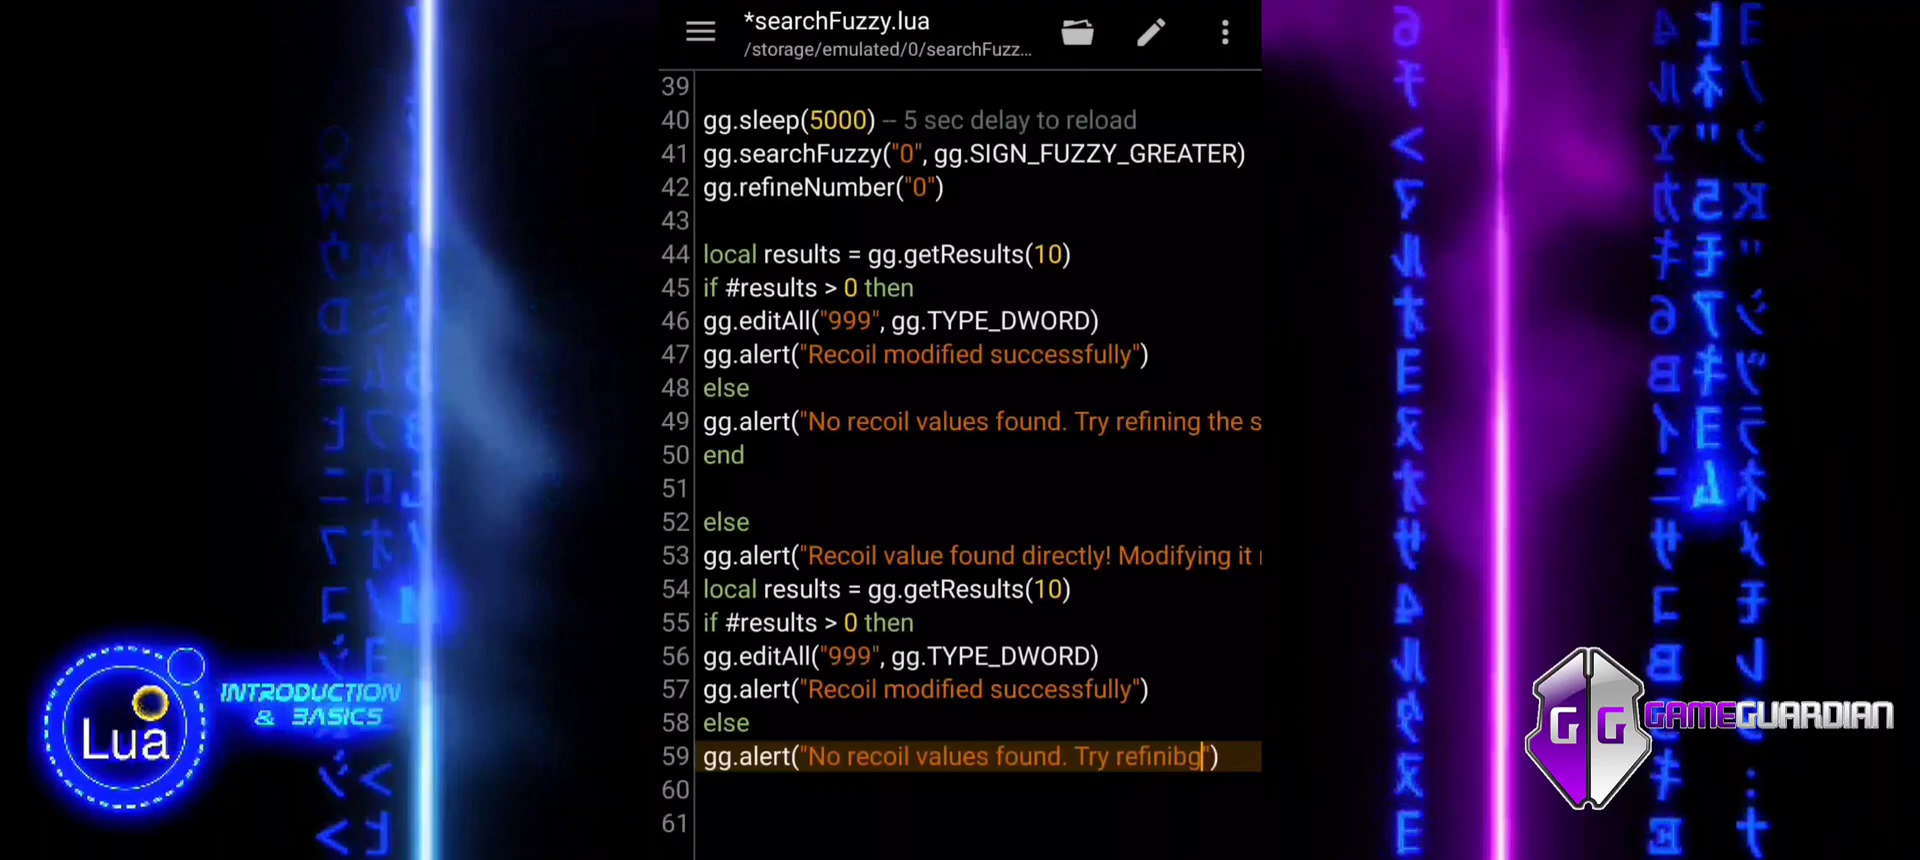 *searchFuzzy.lua
/storage/emulated/0/searchFuzz...
39
40 gg.sleep(5000) -- 5 sec delay to reload
41 gg.searchFuzzy("0", gg.SIGN_FUZZY_GREATER)
42 gg.refineNumber("0")
43
44 local results = gg.getResults(10)
45 if #results > 0 then
46 gg.editAll("999", gg.TYPE_DWORD)
47 gg.alert("Recoil modified successfully")
48 else
49 gg.alert("No recoil values found. Try refining the s
50 end
51
52 else
53 gg.alert("Recoil value found directly! Modifying it
54 local results = gg.getResults(10)
55 if #results > 0 then
56 gg.editAll("999", gg.TYPE_DWORD)
57 gg.alert("Recoil modified successfully")
58 else
59 gg.alert("No recoil values found. Try refinibg")
60
61
Lua
INTRODUCTION
& BASICS
GG
GAMEGUARDIAN